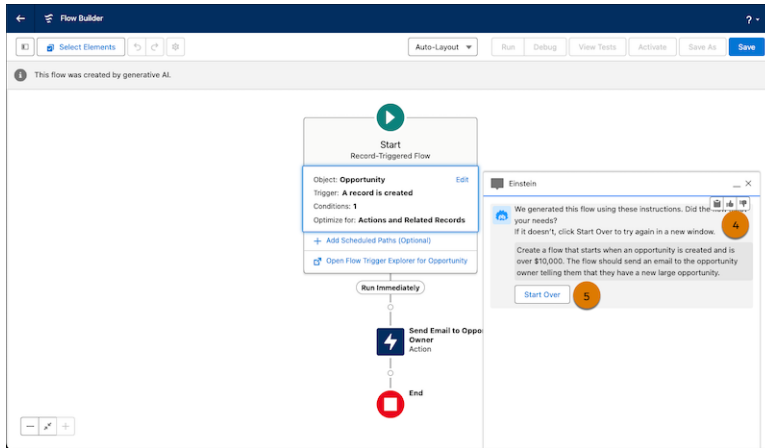 Flow Builder
?
Select Elements
Auto-Layout
Run
Debug
View Tests
Activate
Save As
Save
This flow was created by generative AI.
Start
Record-Triggered Flow
Object: Opportunity
Edit
Trigger: A record is created
Conditions: 1
Optimize for: Actions and Related Records
+ Add Scheduled Paths (Optional)
Open Flow Trigger Explorer for Opportunity
Run Immediately
Send Email to Oppo
Owner
Action
End
Einstein
We generated this flow using these instructions. Did the
your needs?
If it doesn't, click Start Over to try again in a new window.
4
Create a flow that starts when an opportunity is created and is
over $10,000. The flow should send an email to the opportunity
owner telling them that they have a new large opportunity.
Start Over
5